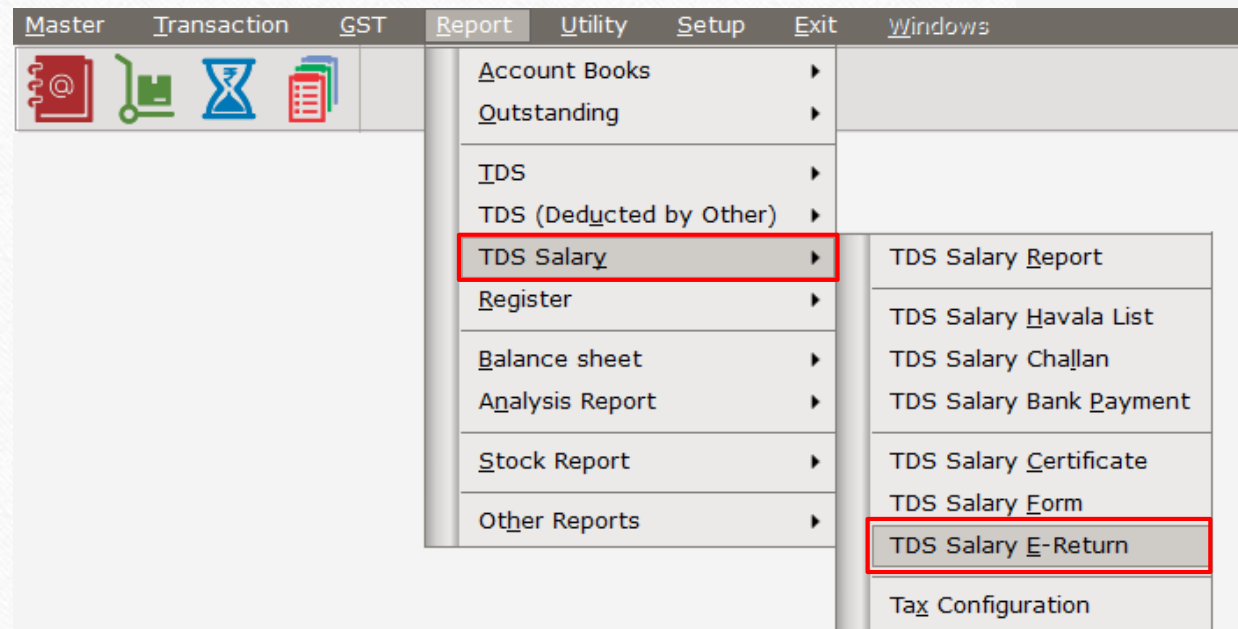 Master Transaction GST Report Utility Setup Exit Windows
@ ₹
Account Books
Outstanding
TDS
TDS (Deducted by Other)
TDS Salary
Register
Balance sheet
Analysis Report
Stock Report
Other Reports
TDS Salary Report
TDS Salary Havala List
TDS Salary Challan
TDS Salary Bank Payment
TDS Salary Certificate
TDS Salary Form
TDS Salary E-Return
Tax Configuration